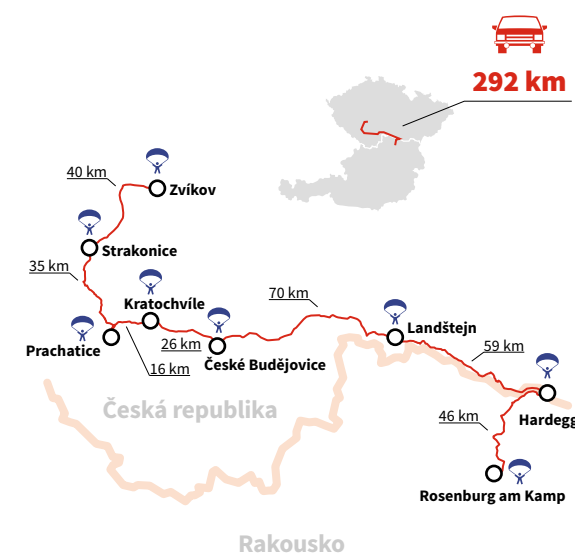 292 km
40 km
Zvíkov
Strakonice
35 km
Kratochvíle
70 km
Landštejn
Prachatice
26 km
59 km
České Budějovice
16 km
Česká republika
46 km
Hardegg
Rosenburg am Kamp
Rakousko